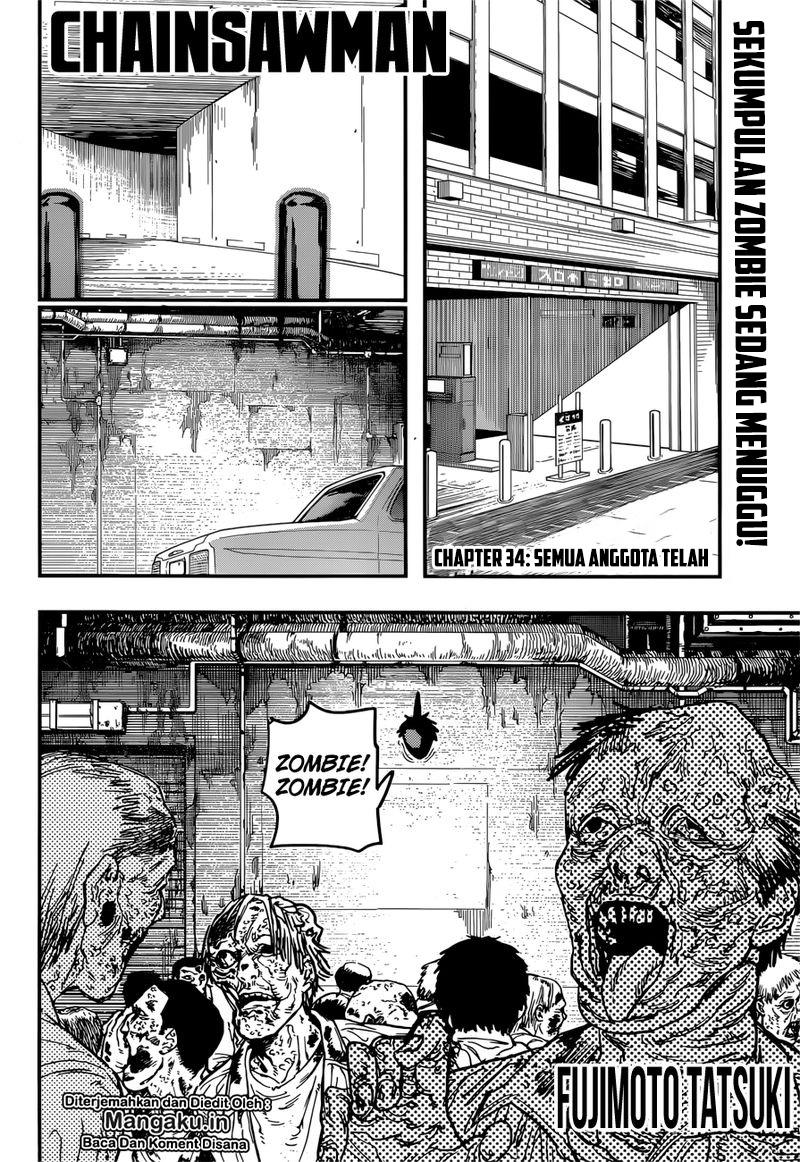 CHAINSAWMAN
SEKUMPULAN ZOMBIE SEDANG MENUGGU!
CHAPTER 34: SEMUA ANGGOTA TELAH
ZOMBIE!
ZOMBIE!
FUJIMOTO TATSUKI
Diterjemahkan dan Diedit Oleh :
Mangaku.in
Baca Dan Koment Disana